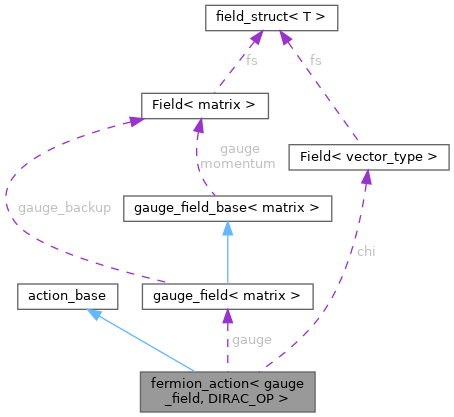 field_struct< T >
fs
fs
Field< matrix >
gauge
momentum
Field< vector_type >
gauge_backup
gauge_field_base< matrix >
chi
action_base
gauge_field< matrix >
gauge
fermion_action< gauge
_field, DIRAC_OP >